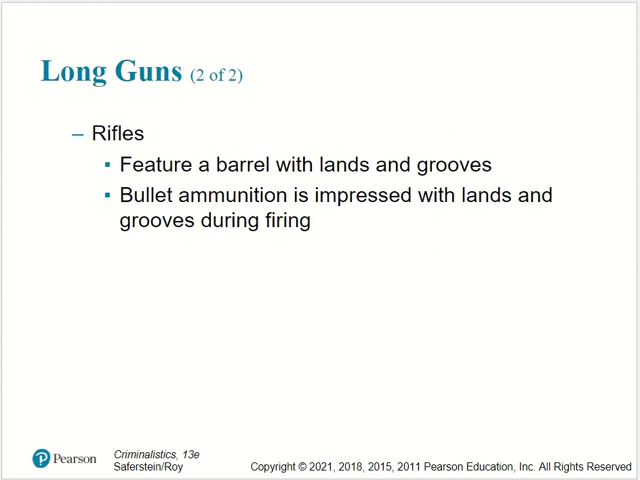 Long Guns (2 of 2)
– Rifles
▪ Feature a barrel with lands and grooves
▪ Bullet ammunition is impressed with lands and
grooves during firing
Pearson
Criminalistics, 13e
Saferstein/Roy
Copyright © 2021, 2018, 2015, 2011 Pearson Education, Inc. All Rights Reserved